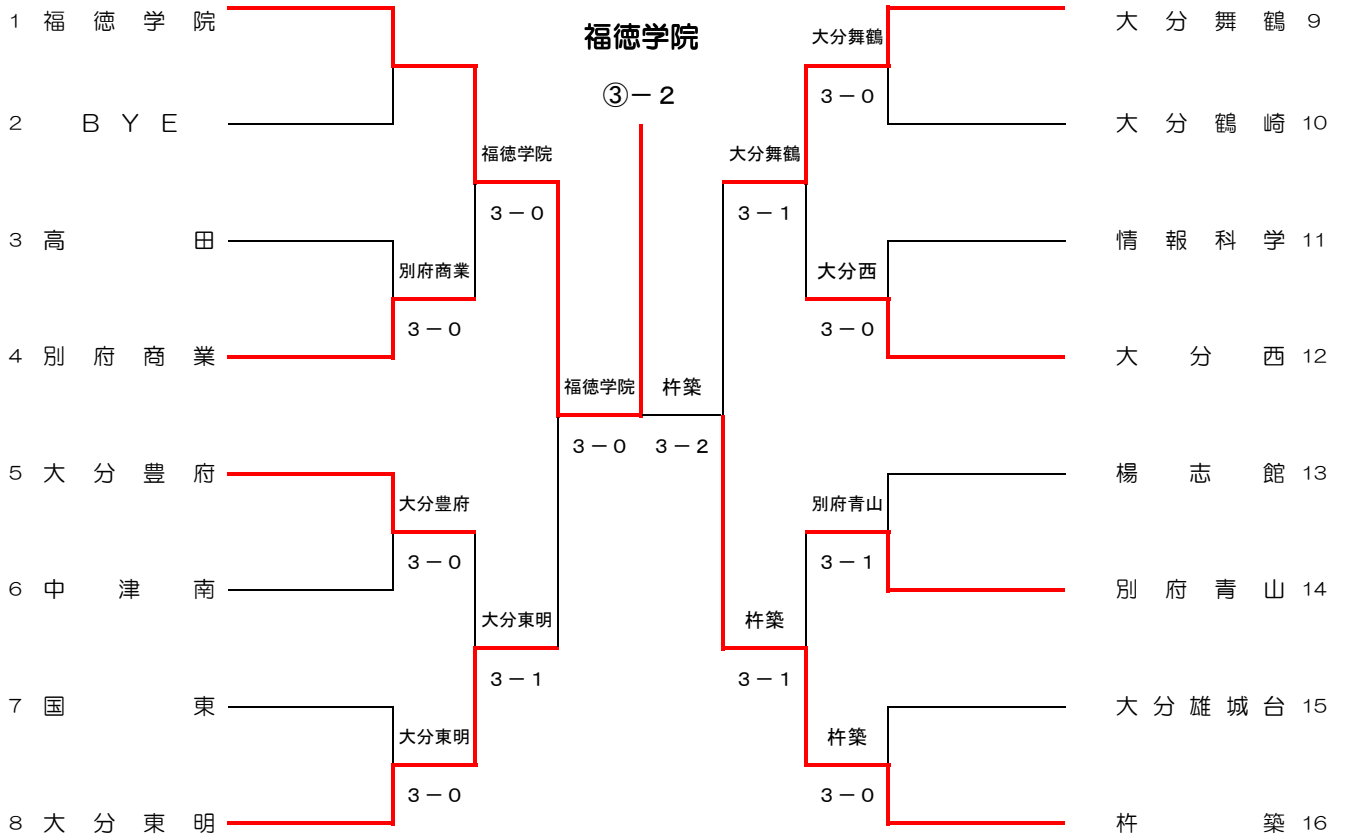 1 福徳学院
2 BYE
3 高田
4 別府商業
5 大分豊府
6 中津南
7 国東
8 大分東明
別府商業
3－0
大分豊府
3－0
大分東明
3－0
福徳学院
3－0
大分東明
3－1
福徳学院
3－0
福徳学院
③－2
杵築
3－2
大分舞鶴
3－1
杵築
3－1
大分舞鶴
3－0
大分西
3－0
別府青山
3－1
杵築
3－0
大分舞鶴 9
大分鶴崎 10
情報科学 11
大分西 12
楊志館 13
別府青山 14
大分雄城台 15
杵築 16